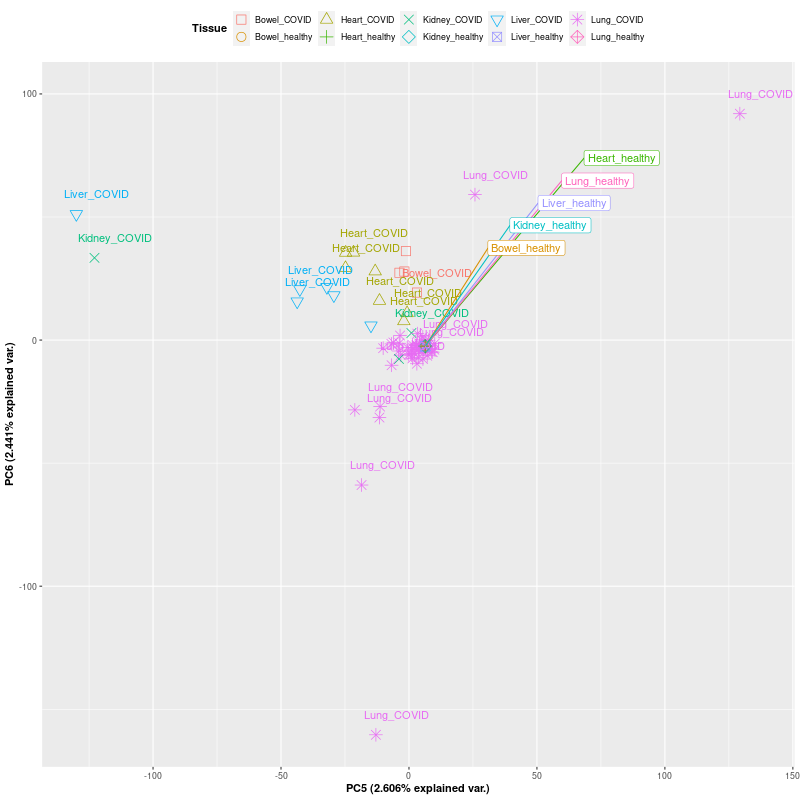 Tissue
Bowel_COVID Heart_COVID Kidney_COVID Liver_COVID Lung_COVID
Bowel_healthy Heart_healthy Kidney_healthy Liver_healthy Lung_healthy
100
Lung_COVID
Heart_healthy
Lung_COVID
Lung_healthy
Liver_COVID
Liver_healthy
Kidney_healthy
Heart_COVID
Kidney_COVID
Heart_COVID
Bowel_healthy
Liver_COVID
Bowel_COVID
Liver_COVID
Heart_COVID
Heart_COVID
Heart_COVID
Kidney_COVID
Lung_COVID
Lung_COVID
0
Lung_COVID
Lung_COVID
Lung_COVID
-100
Lung_COVID
-100 -50 0 50 100 150
PC5 (2.606% explained var.)
PC6 (2.441% explained var.)